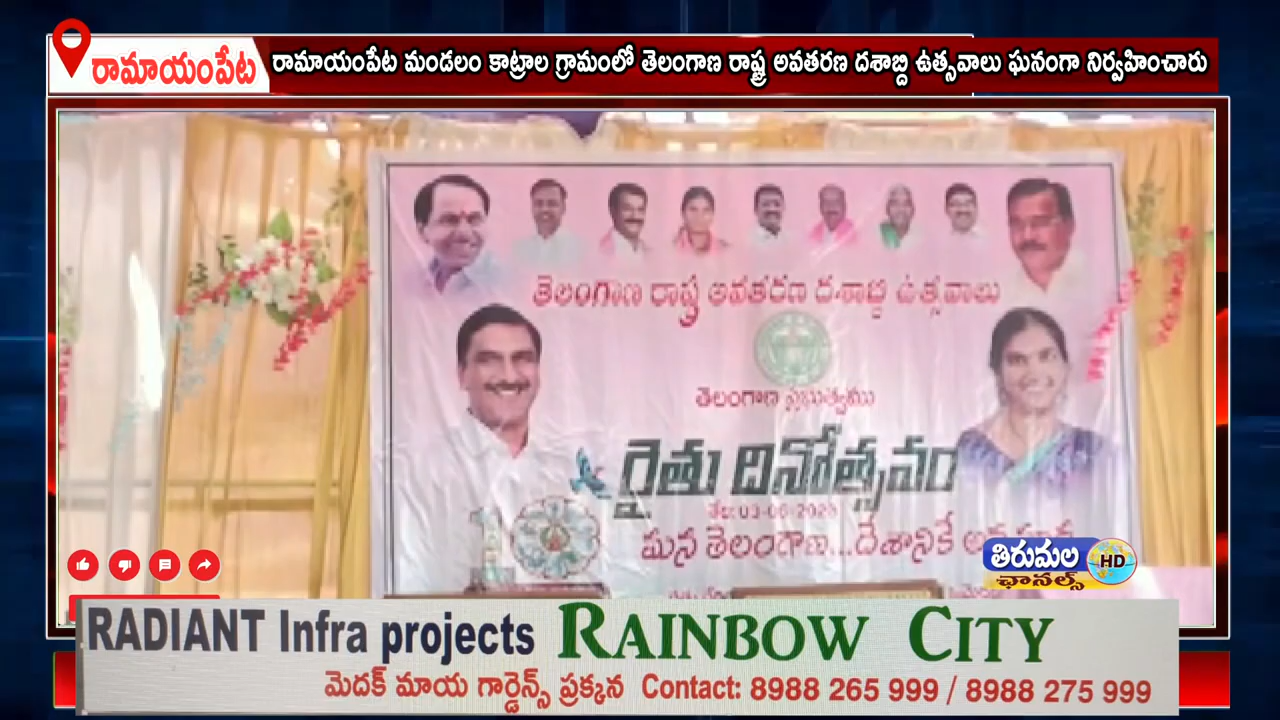 రామాయంపేట
రామాయంపేట మండలం కాట్రాల గ్రామంలో తెలంగాణ రాష్ట్ర అవతరణ దశాబ్ది ఉత్సవాలు ఘనంగా నిర్వహించారు
తెలంగాణ రాష్ట్ర అవతరణ దశాబ్ది ఉత్సవాలు
తెలంగాణ ప్రభుత్వము
రైతు దినోత్సవం
మన తెలంగాణ...దేశానికే
తిరుమల
ఛానల్స్
HD
RADIANT Infra projects RAINBOW CITY
మెదక్ మాయ గార్డెన్స్ ప్రక్కన Contact: 8988 265 999 / 8988 275 999